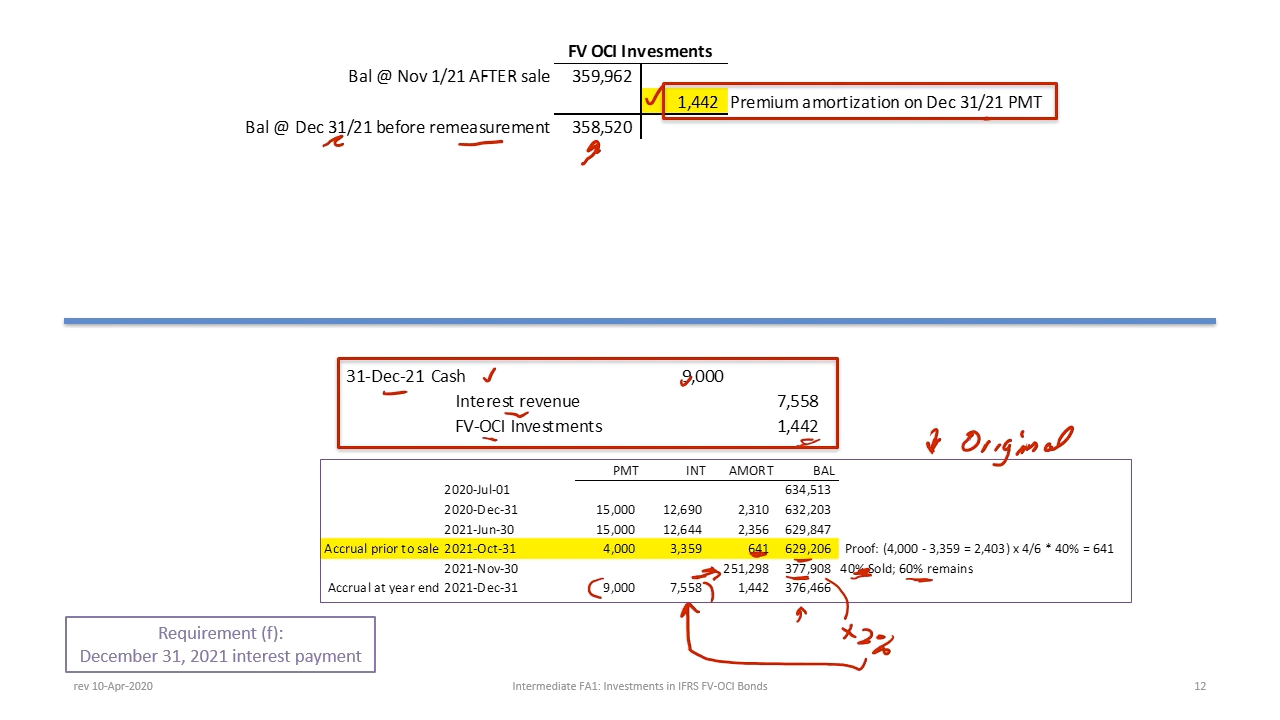 FV OCI Invesments
Bal @ Nov 1/21 AFTER sale 359,962
1,442 Premium amortization on Dec 31/21 PMT
Bal @ Dec 31/21 before remeasurement 358,520
31-Dec-21 Cash 9,000
Interest revenue 7,558
FV-OCI Investments 1,442
Original
PMT INT AMORT BAL
2020-Jul-01 634,513
2020-Dec-31 15,000 12,690 2,310 632,203
2021-Jun-30 15,000 12,644 2,356 629,847
Accrual prior to sale 2021-Oct-31 4,000 3,359 641 629,206 Proof: (4,000 - 3,359 = 2,403) x 4/6 * 40% = 641
2021-Nov-30 251,298 377,908 40% Sold; 60% remains
Accrual at year end 2021-Dec-31 9,000 7,558 1,442 376,466
x2%
Requirement (f):
December 31, 2021 interest payment
rev 10-Apr-2020 Intermediate FA1: Investments in IFRS FV-OCI Bonds 12